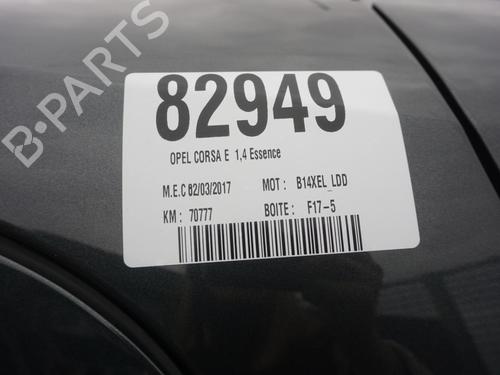 B-PARTS
82949
OPEL CORSA E 1,4 Essence
M.E.C 02/03/2017 MOT : B14XEL_LDD
KM : 70777 BOITE : F17-5